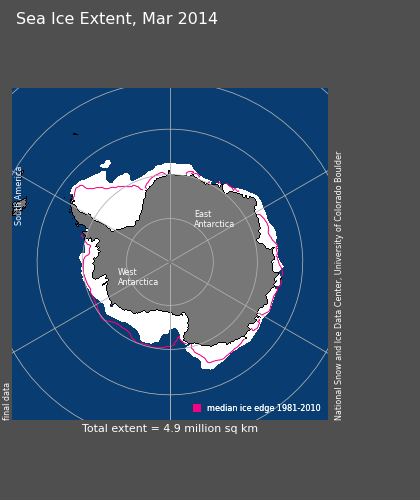 Sea Ice Extent, Mar 2014
South America
East
Antarctica
West
Antarctica
National Snow and Ice Data Center, University of Colorado Boulder
final data
median ice edge 1981-2010
Total extent = 4.9 million sq km